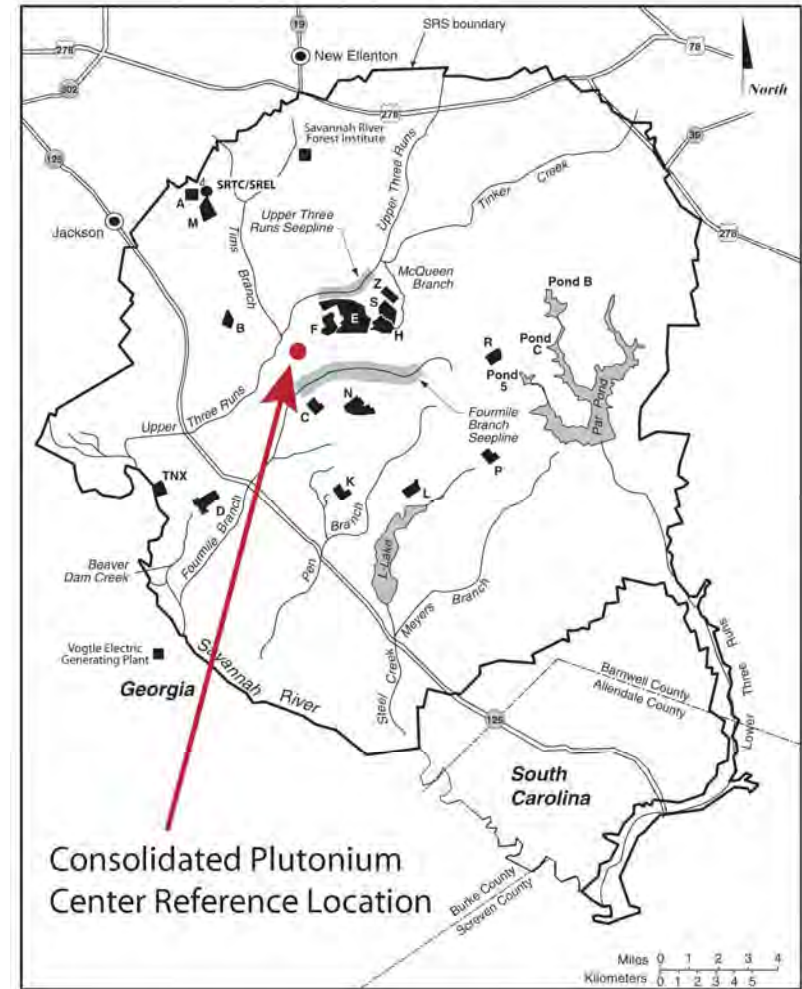 SRS boundary
19
278
78
New Ellenton
North
302
278
Savannah River
Forest Institute
39
125
SRTC/SREL
A
M
Upper Three Runs
Tinker Creek
278
Upper Three
Runs Seepline
Jackson
Tims Branch
McQueen
Branch
Z
S
Pond B
F
E
H
B
Pond
C
R
Pond
5
Par Pond
N
C
Upper Three Runs
Fourmile
Branch
Seepline
P
TNX
K
L
D
Fourmile Branch
Pen Branch
L-Lake
Beaver
Dam Creek
Meyers Branch
Vogtle Electric
Generating Plant
Savannah River
Georgia
Steel Creek
Barnwell County
Allendale County
Lower Three Runs
125
South
Carolina
Consolidated Plutonium
Center Reference Location
Burke County
Screven County
Miles 0 1 2 3 4
Kilometers 0 1 2 3 4 5